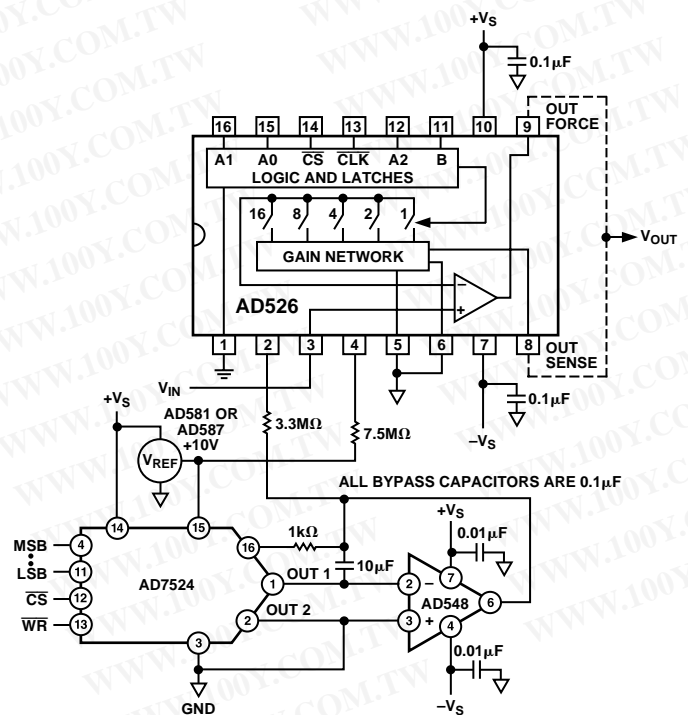 +VS
0.1µF
OUT
FORCE
16 15 14 13 12 11 10 9
A1 A0 CS CLK A2 B
LOGIC AND LATCHES
16 8 4 2 1
VOUT
GAIN NETWORK
−
+
AD526
1 2 3 4 5 6 7 8
OUT
SENSE
VIN
+VS
AD581 OR
AD587
+10V
VREF
3.3MΩ
7.5MΩ
0.1µF
−VS
ALL BYPASS CAPACITORS ARE 0.1µF
14 15
1kΩ
+VS
0.01µF
MSB 4
LSB 11
CS 12
WR 13
AD7524
16
10µF
1 OUT 1
2 OUT 2
3
GND
2 −
3 +
7
AD548
6
4
0.01µF
−VS
WWW.100Y.COM.TW